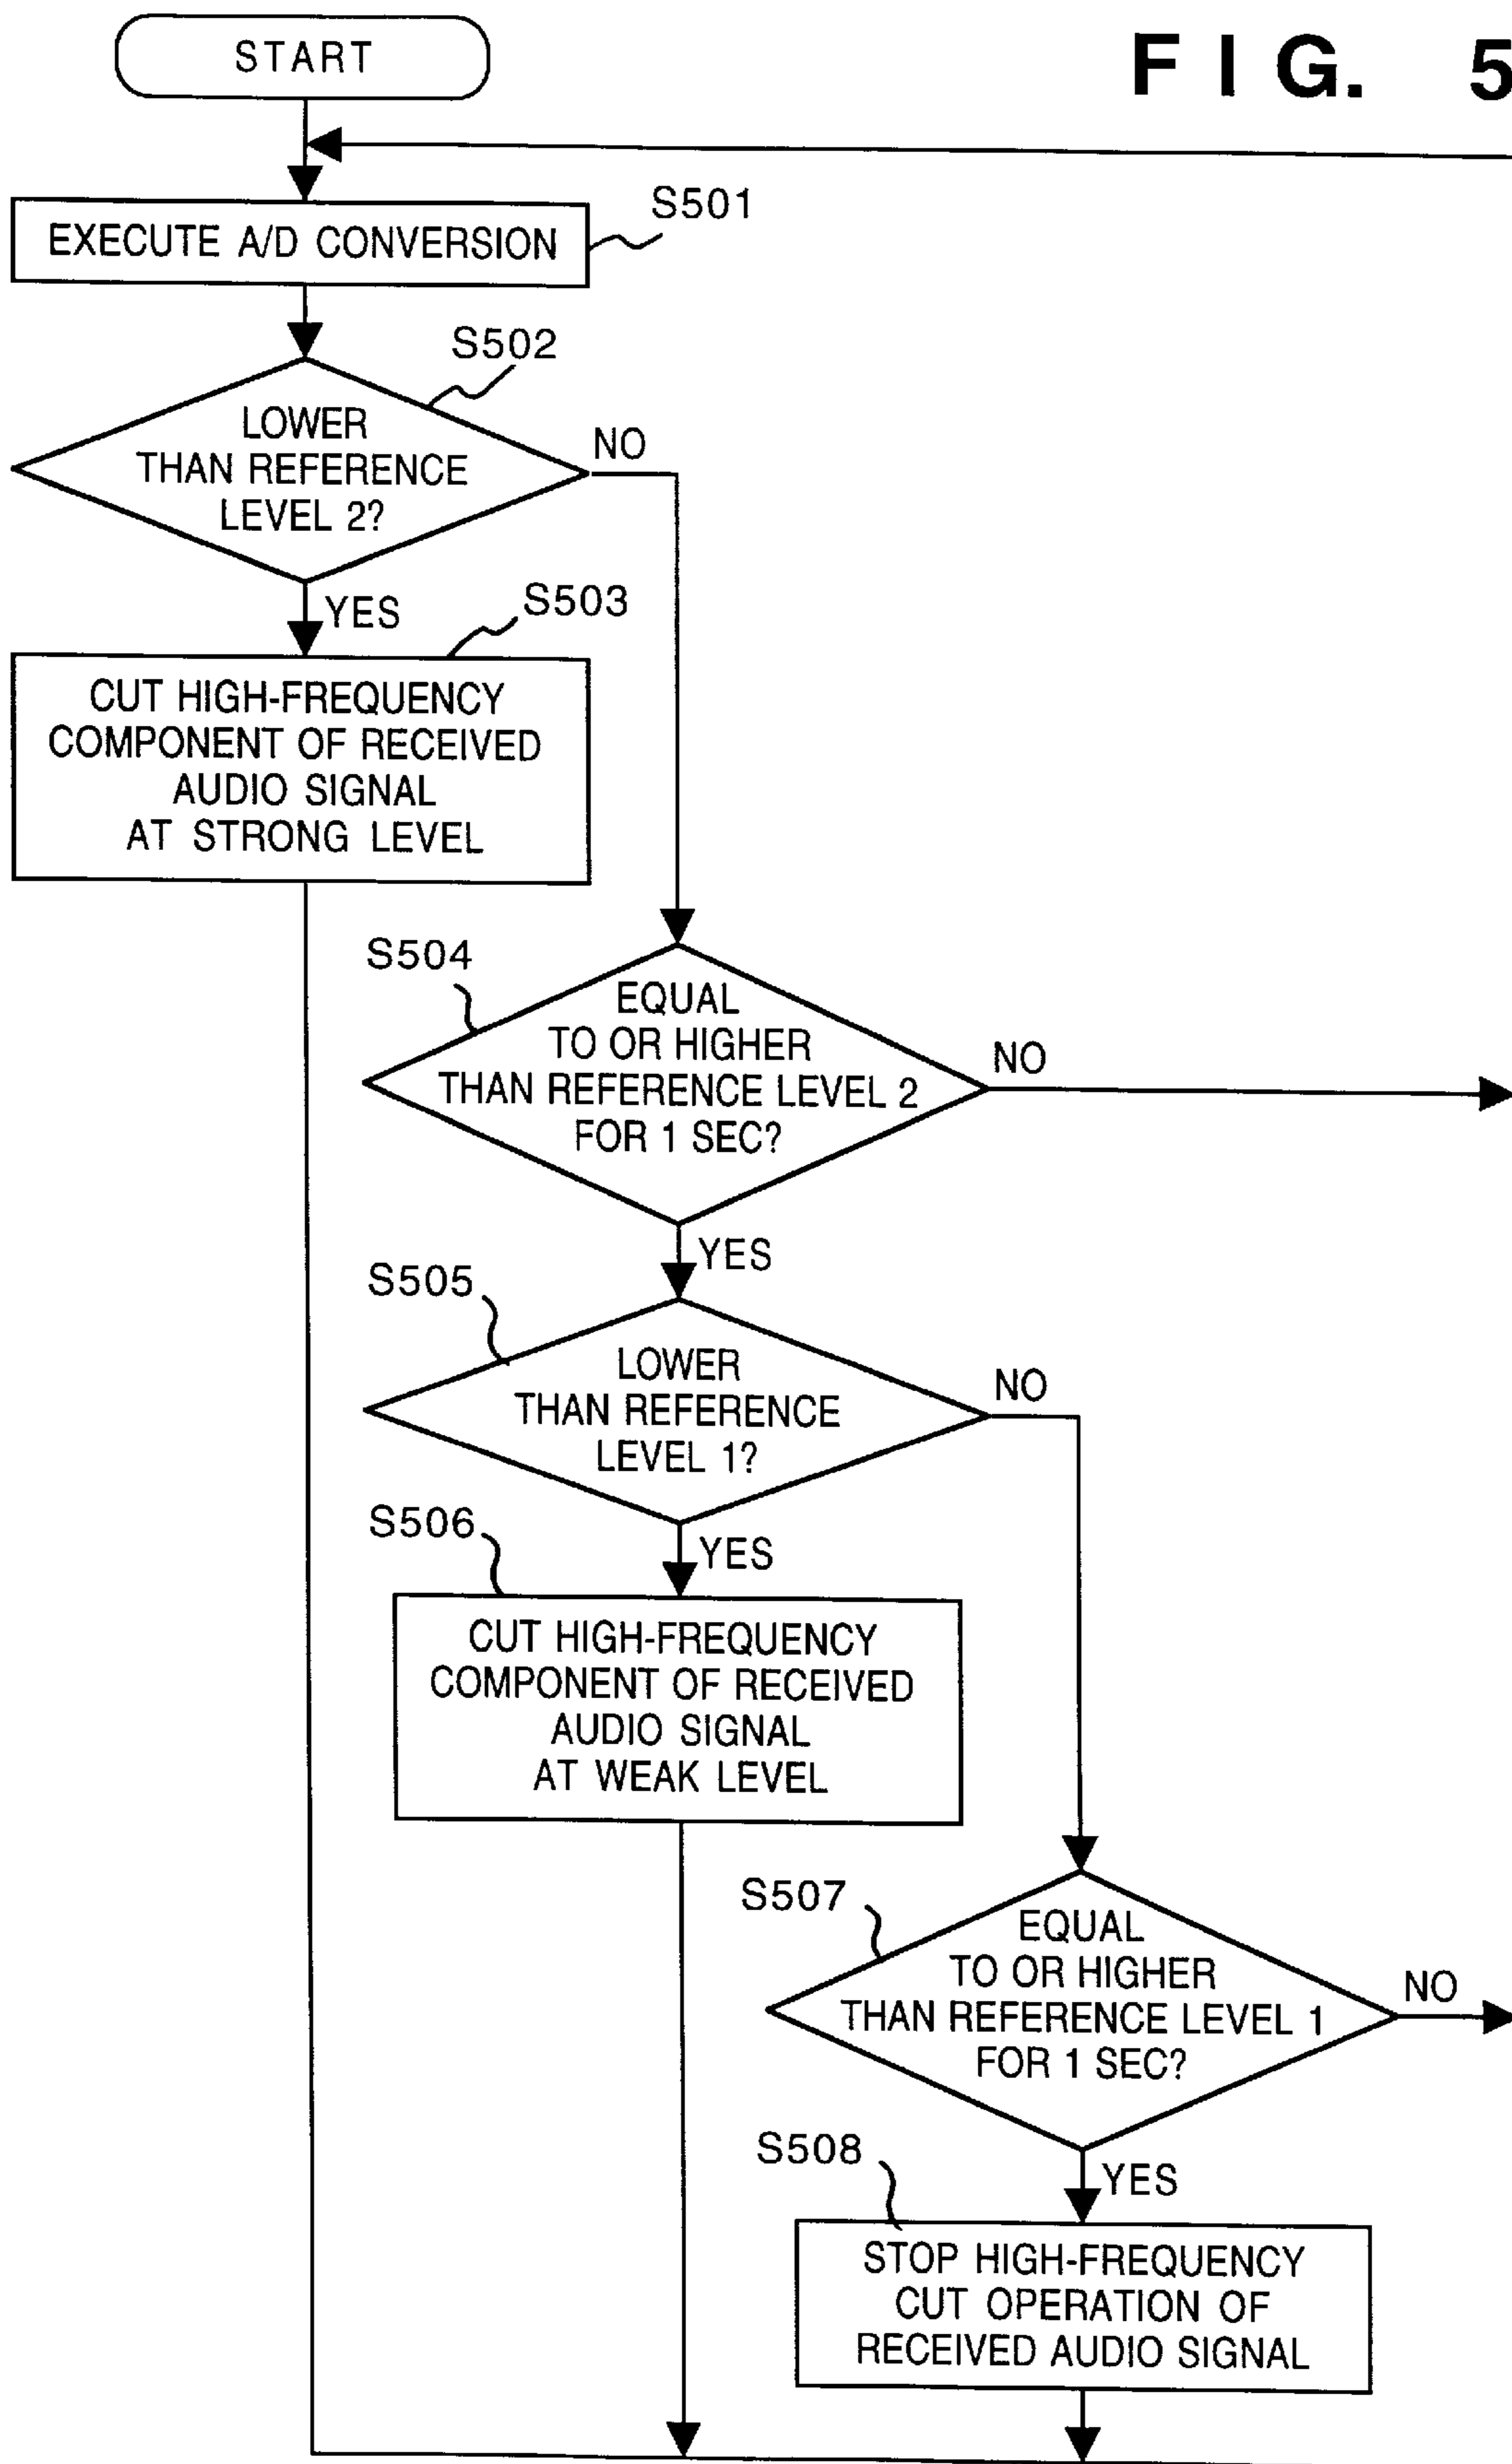 START
FIG. 5
S501
EXECUTE A/D CONVERSION
S502
LOWER
THAN REFERENCE
LEVEL 2?
NO
YES
S503
CUT HIGH-FREQUENCY
COMPONENT OF RECEIVED
AUDIO SIGNAL
AT STRONG LEVEL
S504
EQUAL
TO OR HIGHER
THAN REFERENCE LEVEL 2
FOR 1 SEC?
NO
YES
S505
LOWER
THAN REFERENCE
LEVEL 1?
NO
YES
S506
CUT HIGH-FREQUENCY
COMPONENT OF RECEIVED
AUDIO SIGNAL
AT WEAK LEVEL
S507
EQUAL
TO OR HIGHER
THAN REFERENCE LEVEL 1
FOR 1 SEC?
NO
YES
S508
STOP HIGH-FREQUENCY
CUT OPERATION OF
RECEIVED AUDIO SIGNAL